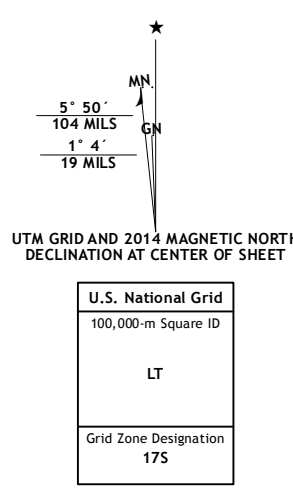 ★
MN
5° 50´
104 MILS
GN
1° 4´
19 MILS
UTM GRID AND 2014 MAGNETIC NORTH
DECLINATION AT CENTER OF SHEET
U.S. National Grid
100,000-m Square ID
LT
Grid Zone Designation
17S